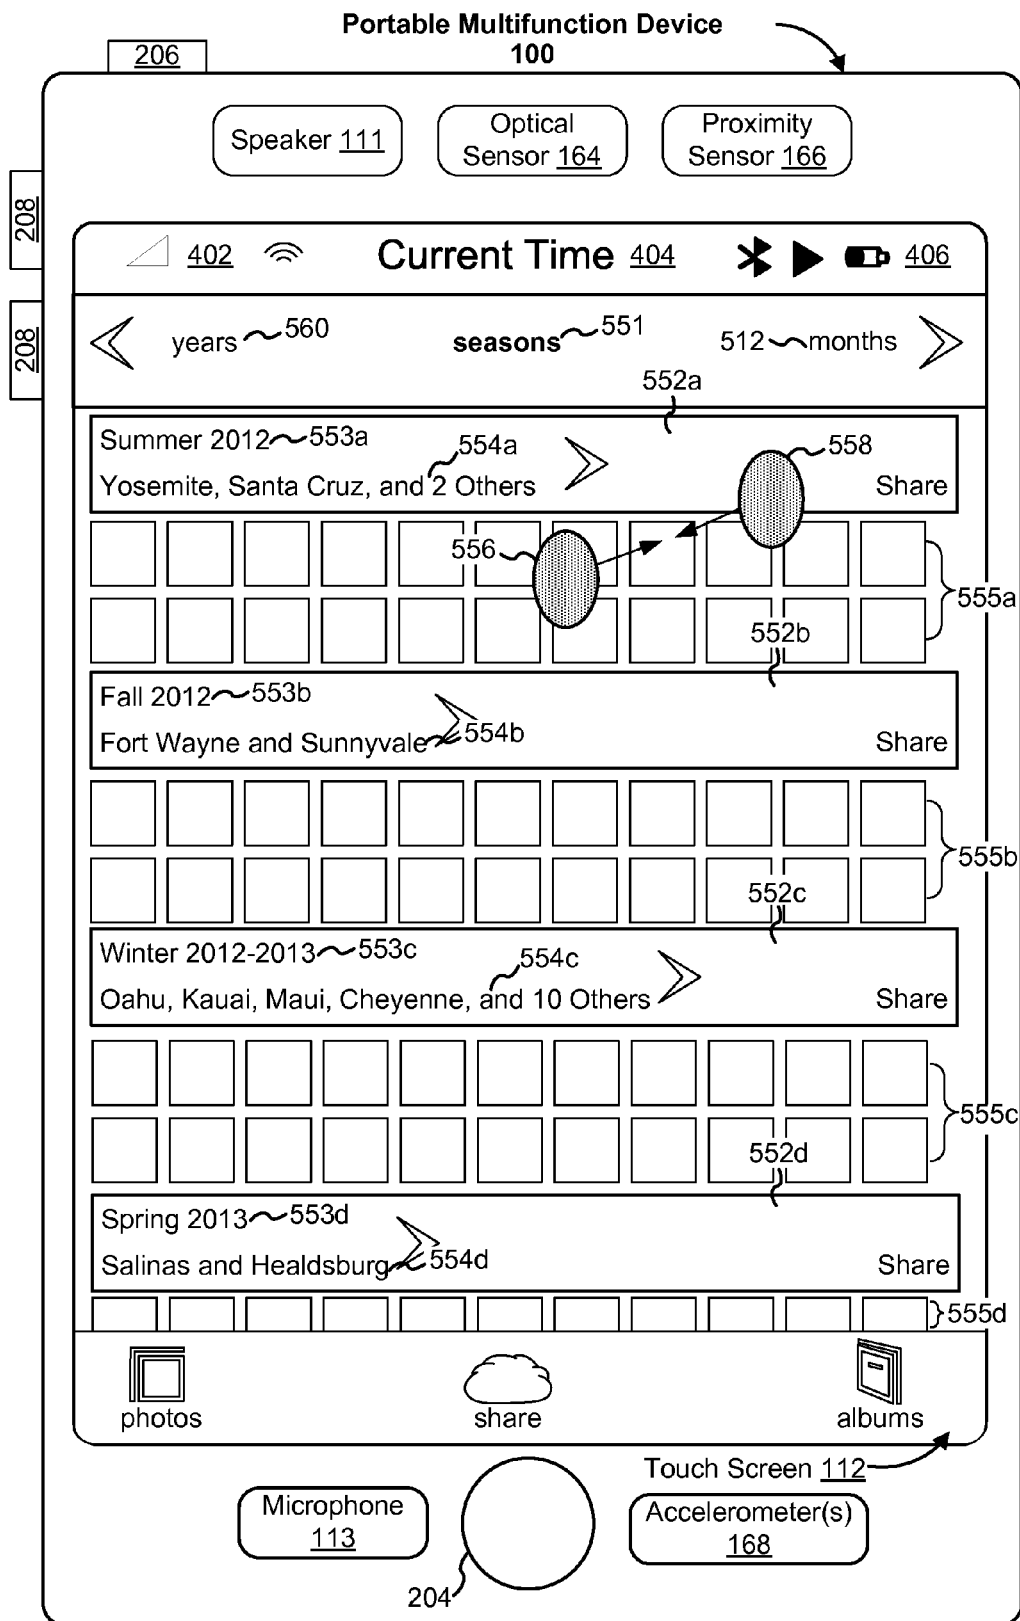 Portable Multifunction Device
100
206
Speaker 111
Optical
Sensor 164
Proximity
Sensor 166
208
208
402
Current Time 404
406
years 560
seasons 551
512 months
552a
Summer 2012 553a
554a
558
Yosemite, Santa Cruz, and 2 Others
Share
556
555a
552b
Fall 2012 553b
Fort Wayne and Sunnyvale 554b
Share
555b
552c
Winter 2012-2013 553c
554c
Oahu, Kauai, Maui, Cheyenne, and 10 Others
Share
555c
552d
Spring 2013 553d
Salinas and Healdsburg 554d
Share
555d
photos
share
albums
Touch Screen 112
Microphone
113
Accelerometer(s)
168
204